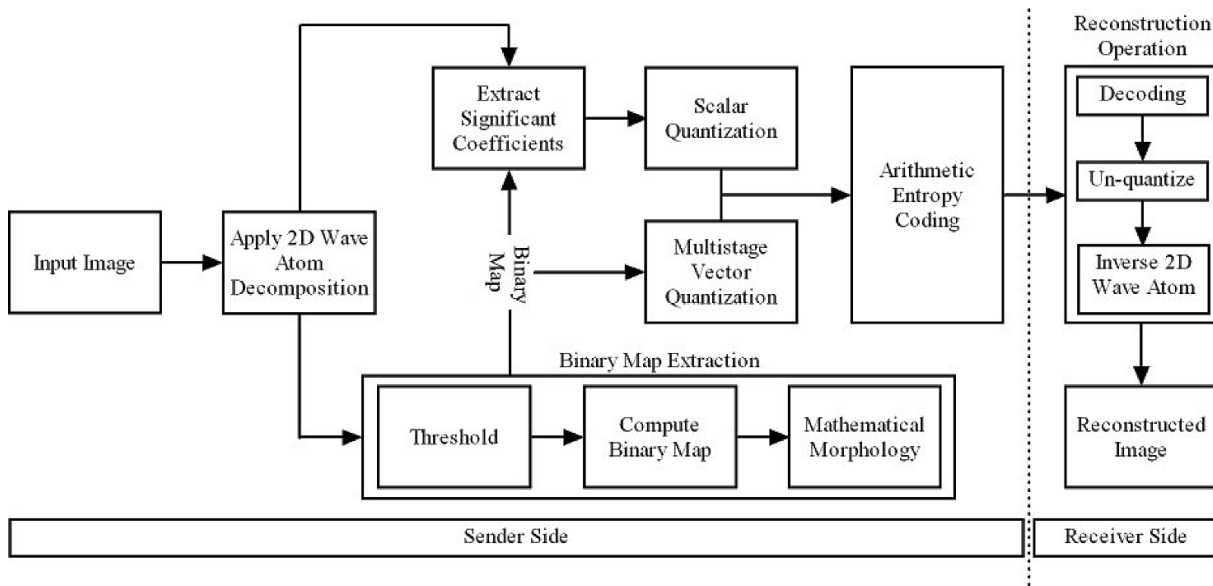 Input Image
Apply 2D Wave
Atom
Decomposition
Extract
Significant
Coefficients
Binary
Map
Scalar
Quantization
Multistage
Vector
Quantization
Arithmetic
Entropy
Coding
Binary Map Extraction
Threshold
Compute
Binary Map
Mathematical
Morphology
Sender Side
Reconstruction
Operation
Decoding
Un-quantize
Inverse 2D
Wave Atom
Reconstructed
Image
Receiver Side